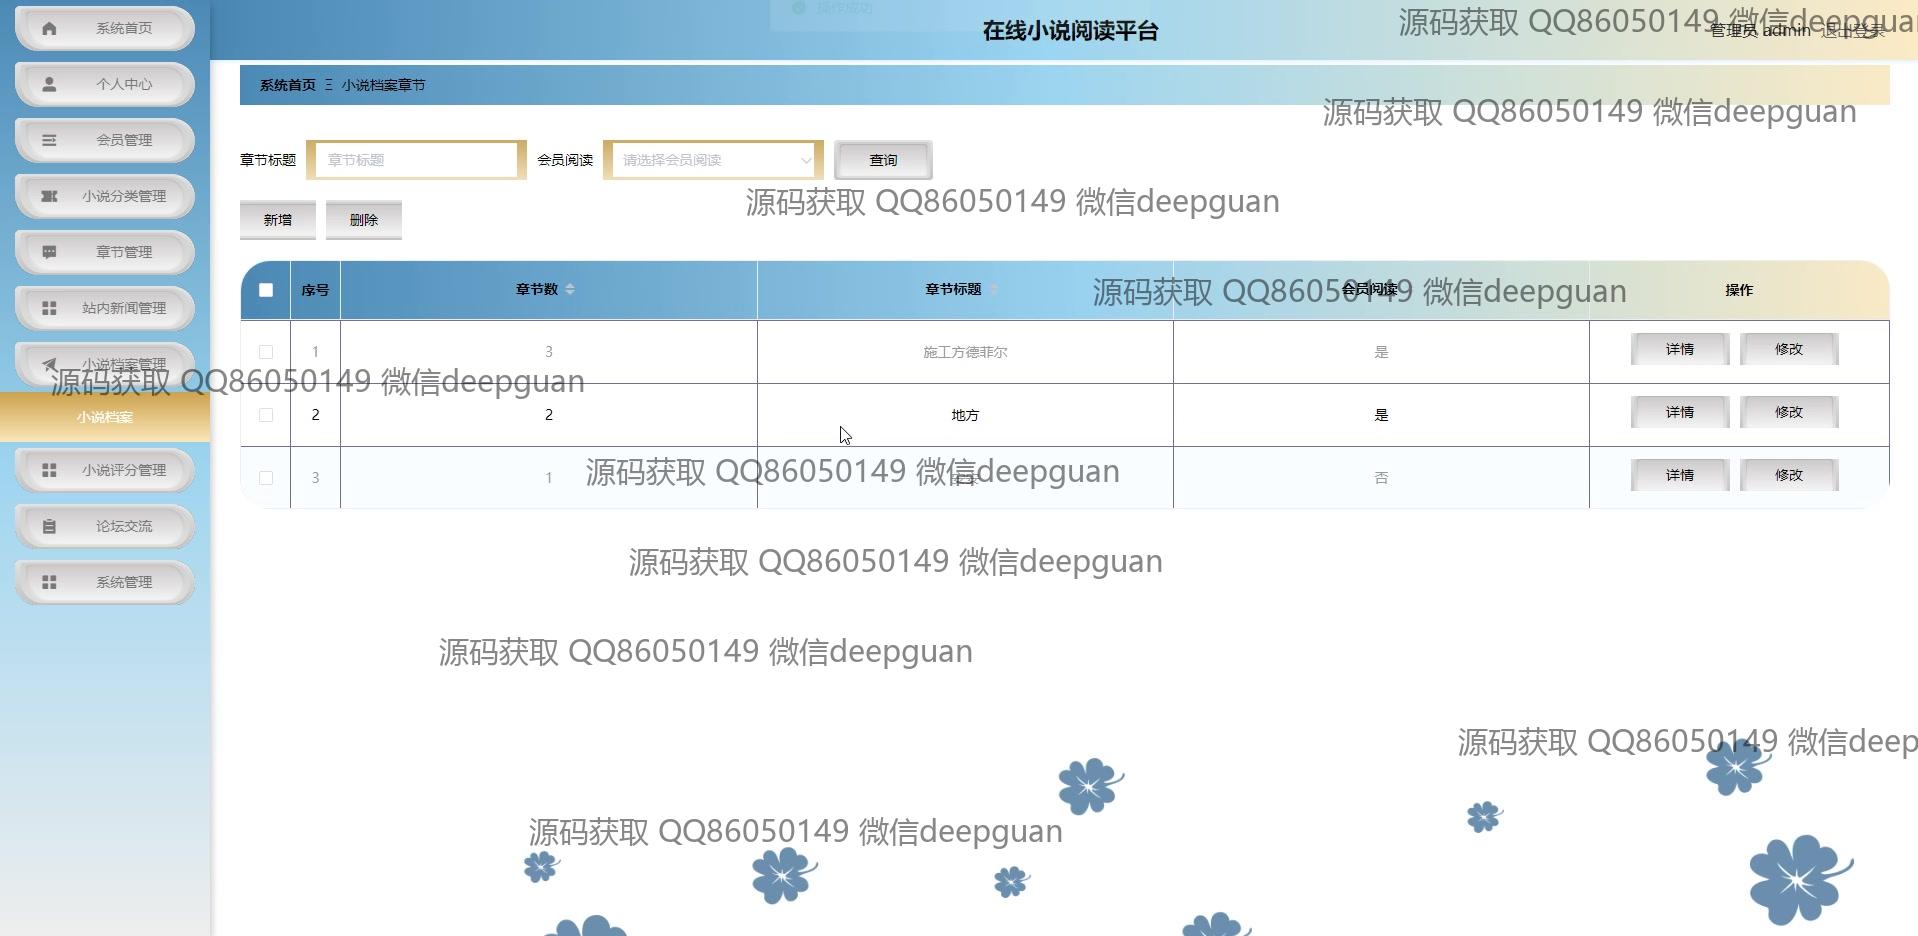 操作成功
在线小说阅读平台
管理员 admin 退出登录
源码获取 QQ86050149 微信deepguan
系统首页
个人中心
会员管理
小说分类管理
章节管理
站内新闻管理
小说档案管理
小说档案
小说评分管理
论坛交流
系统管理
系统首页 Ξ 小说档案章节
源码获取 QQ86050149 微信deepguan
章节标题 章节标题 会员阅读 请选择会员阅读 查询
源码获取 QQ86050149 微信deepguan
新增 删除
序号 章节数 章节标题 会员阅读 操作
源码获取 QQ86050149 微信deepguan
1 3 施工方德菲尔 是 详情 修改
源码获取 QQ86050149 微信deepguan
2 2 地方 是 详情 修改
3 1 否 详情 修改
源码获取 QQ86050149 微信deepguan
源码获取 QQ86050149 微信deepguan
源码获取 QQ86050149 微信deepguan
源码获取 QQ86050149 微信deep
源码获取 QQ86050149 微信deepguan